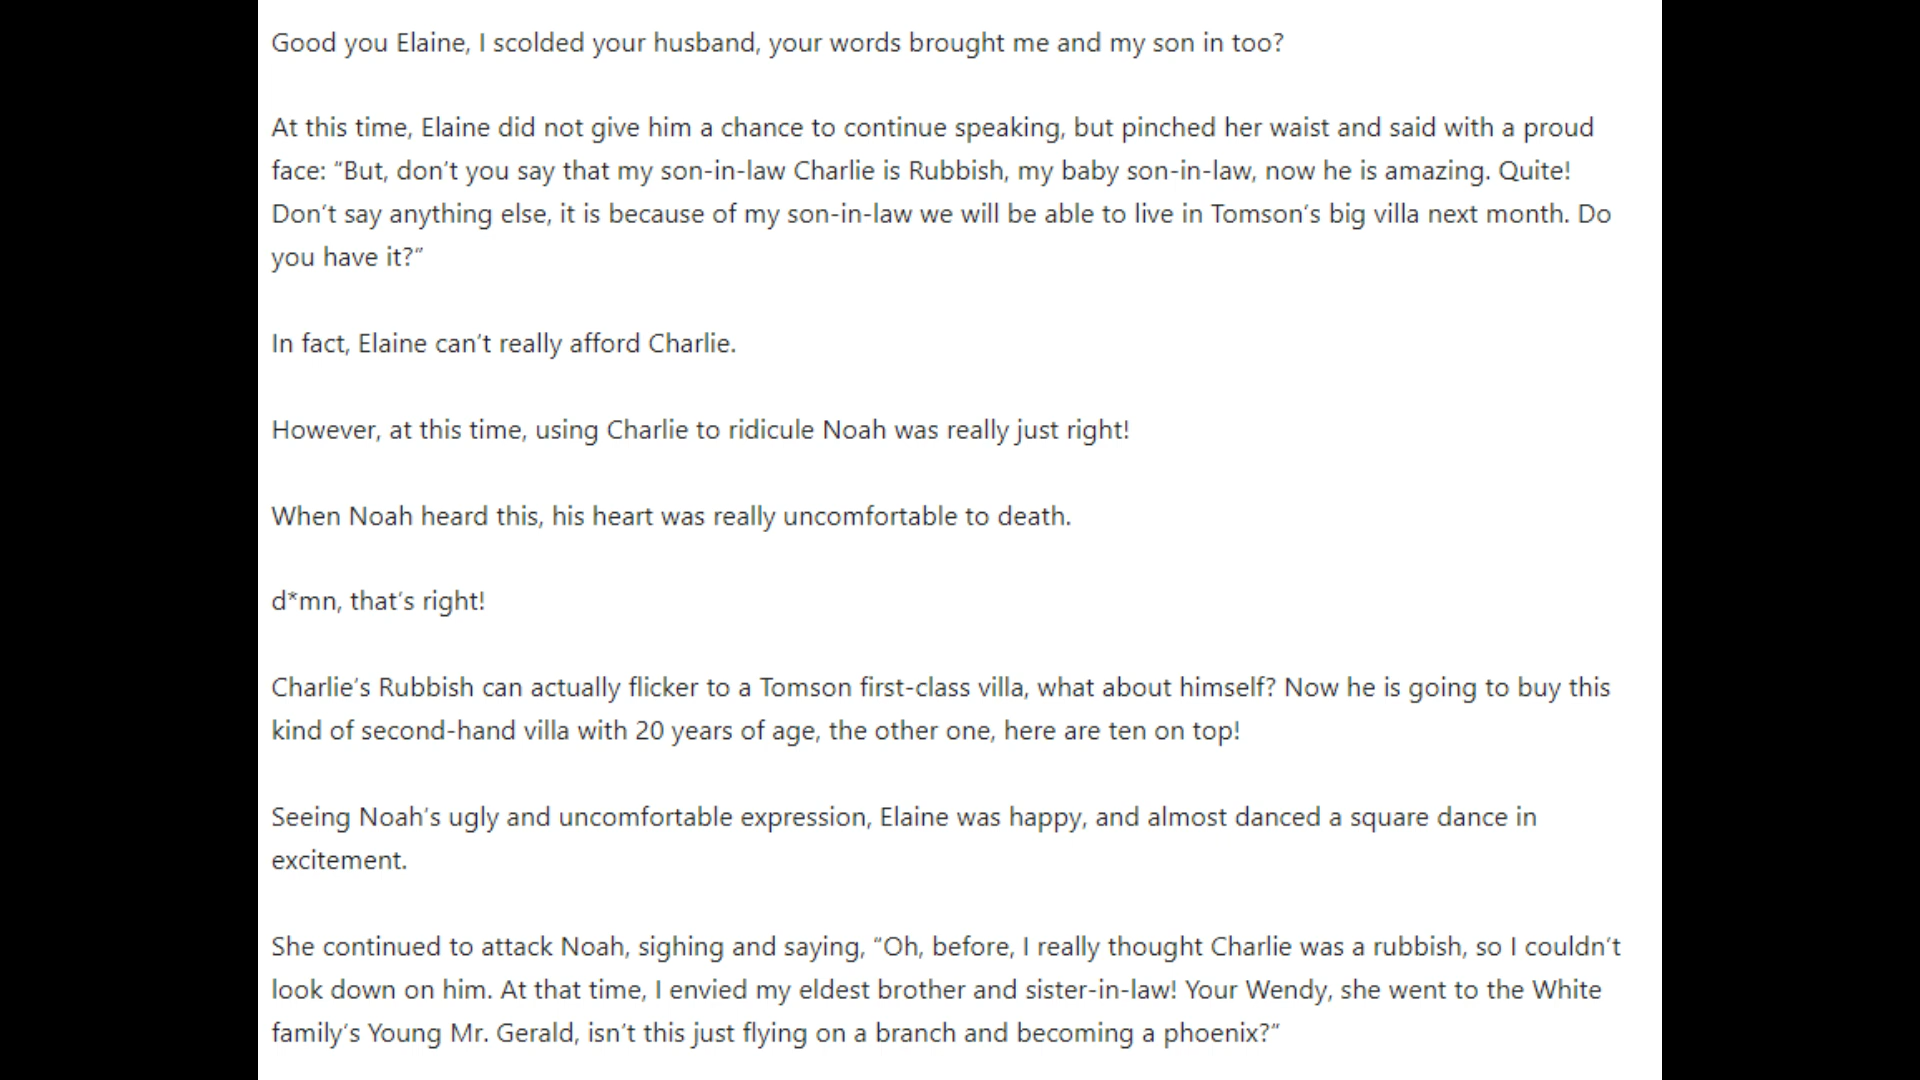 Good you Elaine, I scolded your husband, your words brought me and my son in too?
At this time, Elaine did not give him a chance to continue speaking, but pinched her waist and said with a proud
face: “But, don’t you say that my son-in-law Charlie is Rubbish, my baby son-in-law, now he is amazing. Quite!
Don’t say anything else, it is because of my son-in-law we will be able to live in Tomson’s big villa next month. Do
you have it?”
In fact, Elaine can’t really afford Charlie.
However, at this time, using Charlie to ridicule Noah was really just right!
When Noah heard this, his heart was really uncomfortable to death.
d*mn, that’s right!
Charlie’s Rubbish can actually flicker to a Tomson first-class villa, what about himself? Now he is going to buy this
kind of second-hand villa with 20 years of age, the other one, here are ten on top!
Seeing Noah’s ugly and uncomfortable expression, Elaine was happy, and almost danced a square dance in
excitement.
She continued to attack Noah, sighing and saying, “Oh, before, I really thought Charlie was a rubbish, so I couldn’t
look down on him. At that time, I envied my eldest brother and sister-in-law! Your Wendy, she went to the White
family’s Young Mr. Gerald, isn’t this just flying on a branch and becoming a phoenix?”